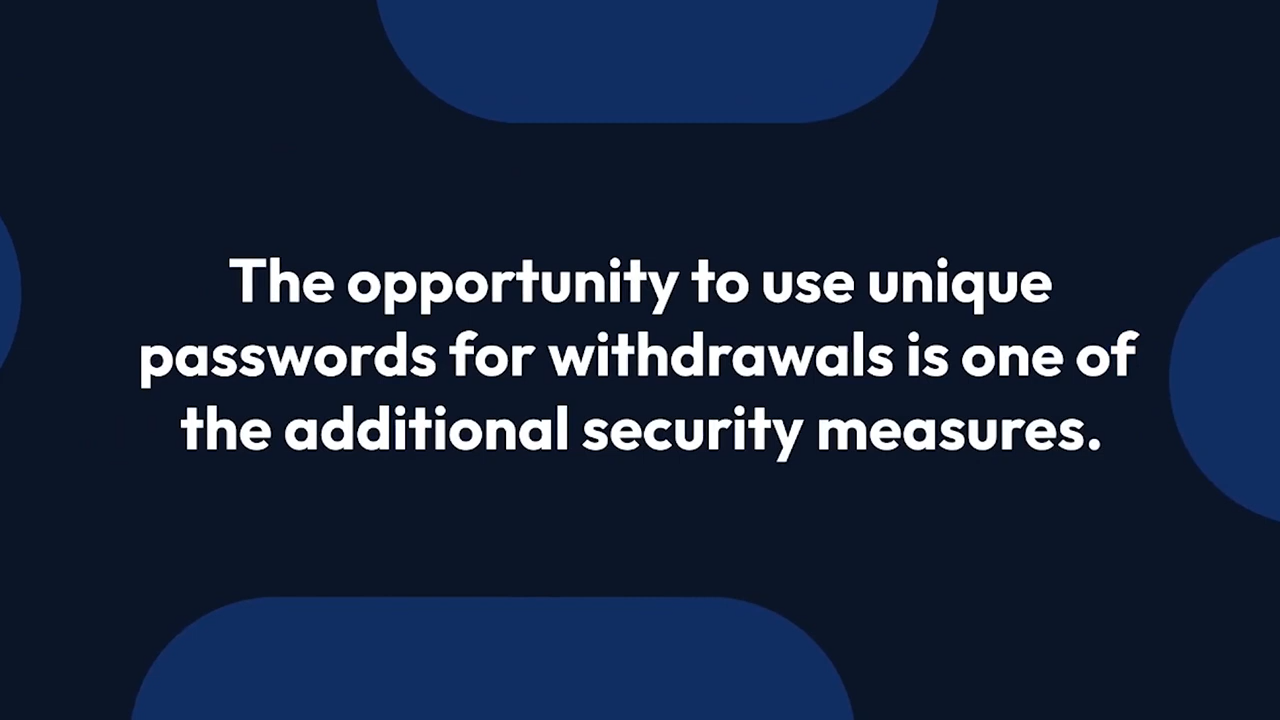 The opportunity to use unique
passwords for withdrawals is one of
the additional security measures.